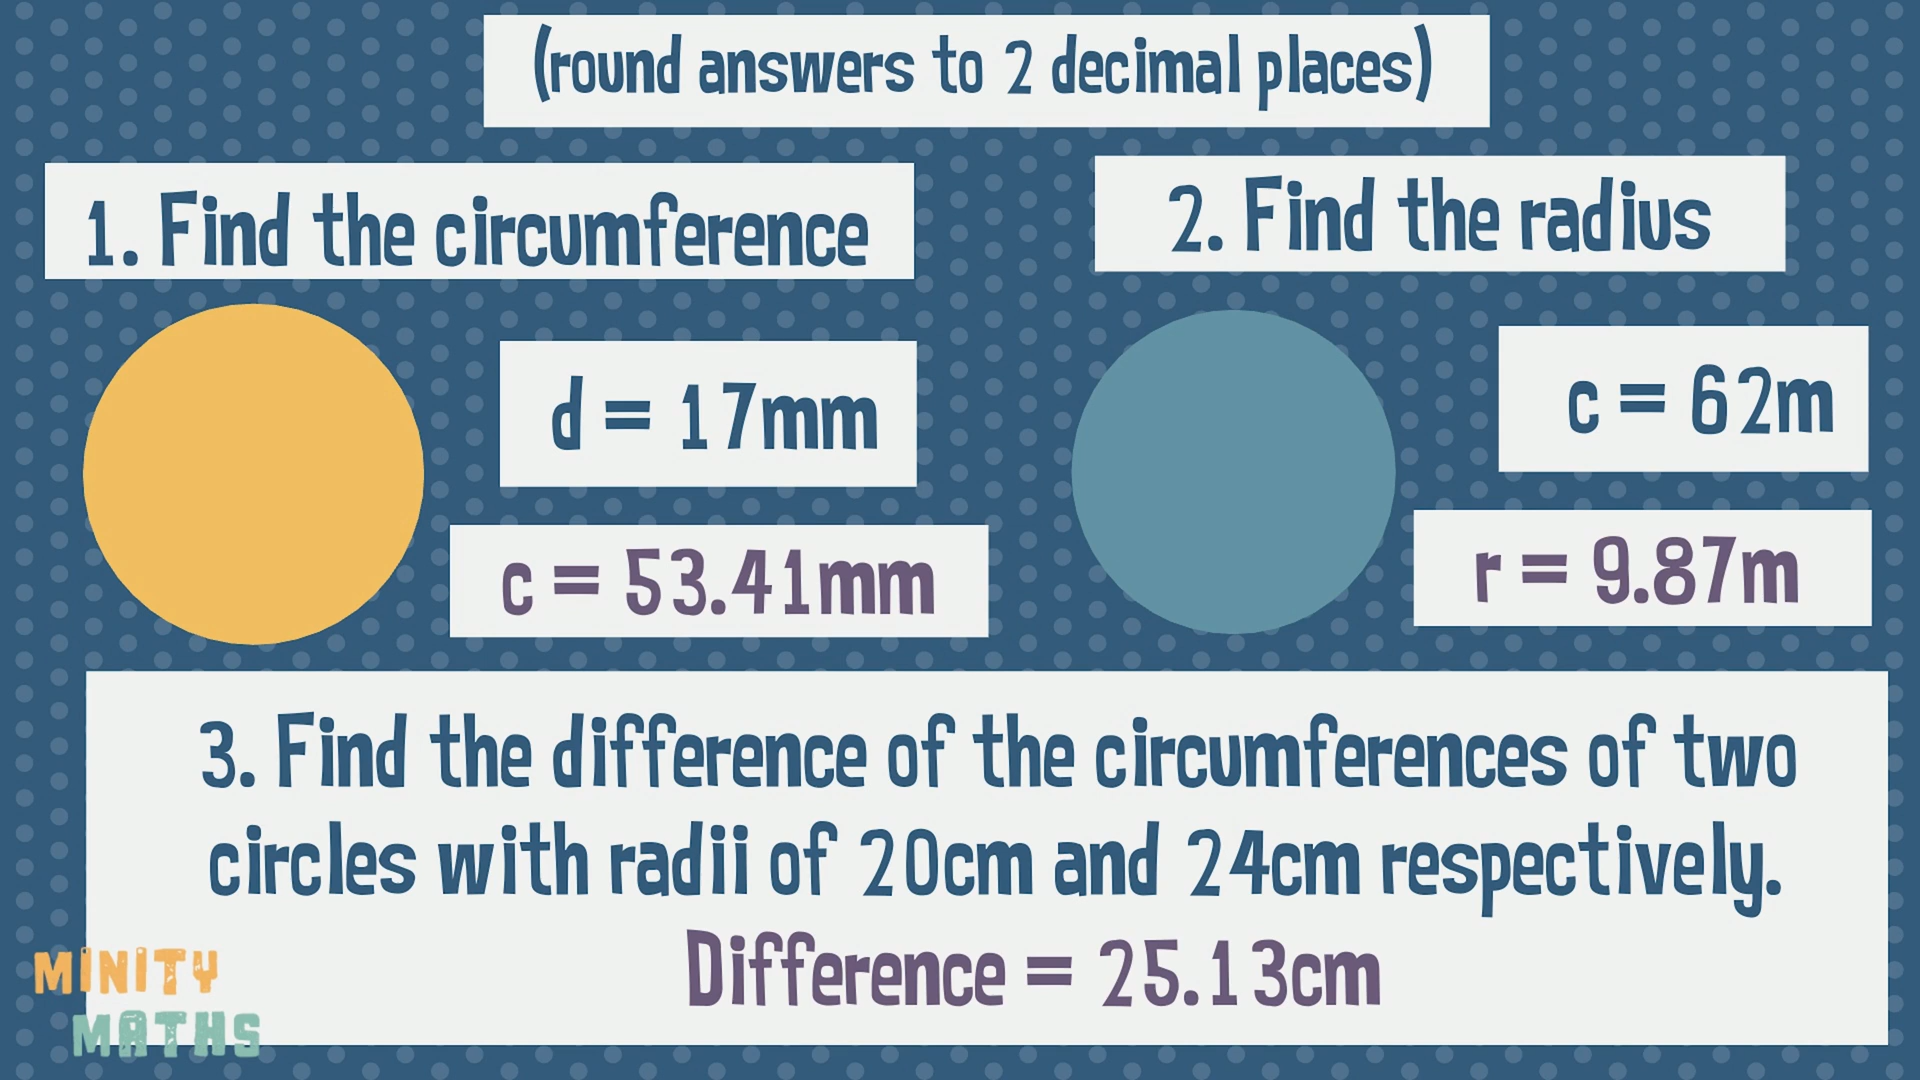 (round answers to 2 decimal places)
1. Find the circumference
d = 17mm
c = 53.41mm
2. Find the radius
c = 62m
r = 9.87m
3. Find the difference of the circumferences of two
circles with radii of 20cm and 24cm respectively.
Difference = 25.13cm
MINITY
MATHS